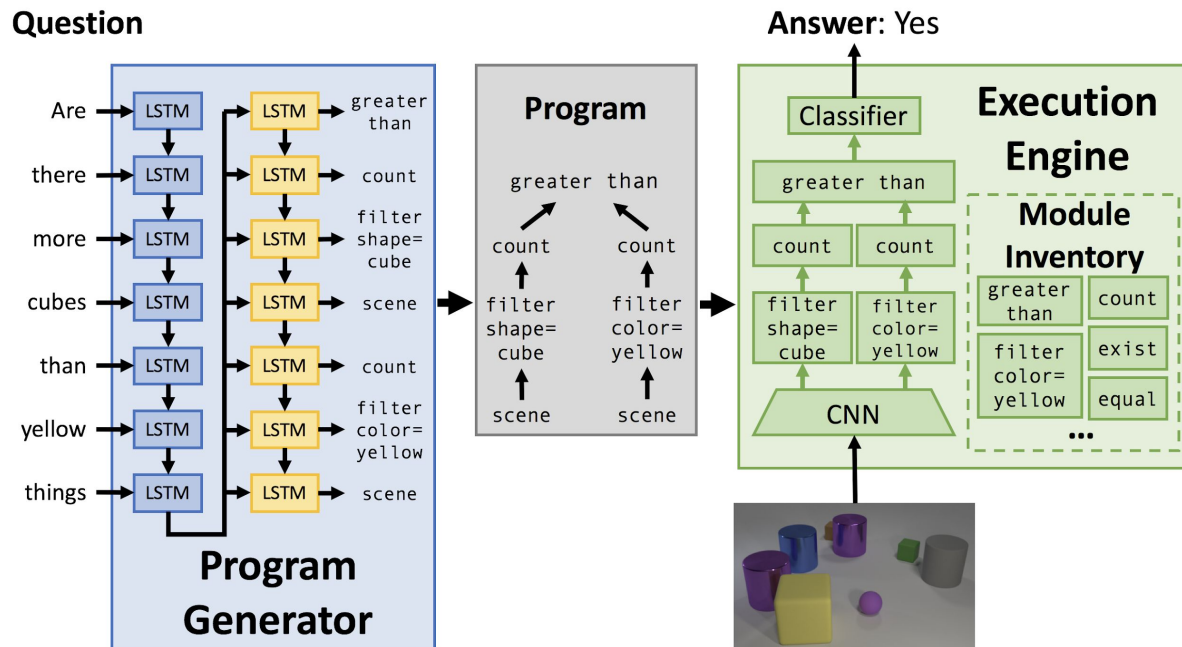 Question
Are
there
more
cubes
than
yellow
things
LSTM
LSTM
LSTM
LSTM
LSTM
LSTM
LSTM
LSTM
LSTM
LSTM
LSTM
LSTM
LSTM
LSTM
greater
than
count
filter
shape=
cube
scene
count
filter
color=
yellow
scene
Program
Generator
Program
greater than
count
count
filter
shape=
cube
filter
color=
yellow
scene
scene
Answer: Yes
Execution
Engine
Classifier
greater than
count
count
filter
shape=
cube
filter
color=
yellow
CNN
Module
Inventory
greater
than
count
filter
color=
yellow
exist
equal
...